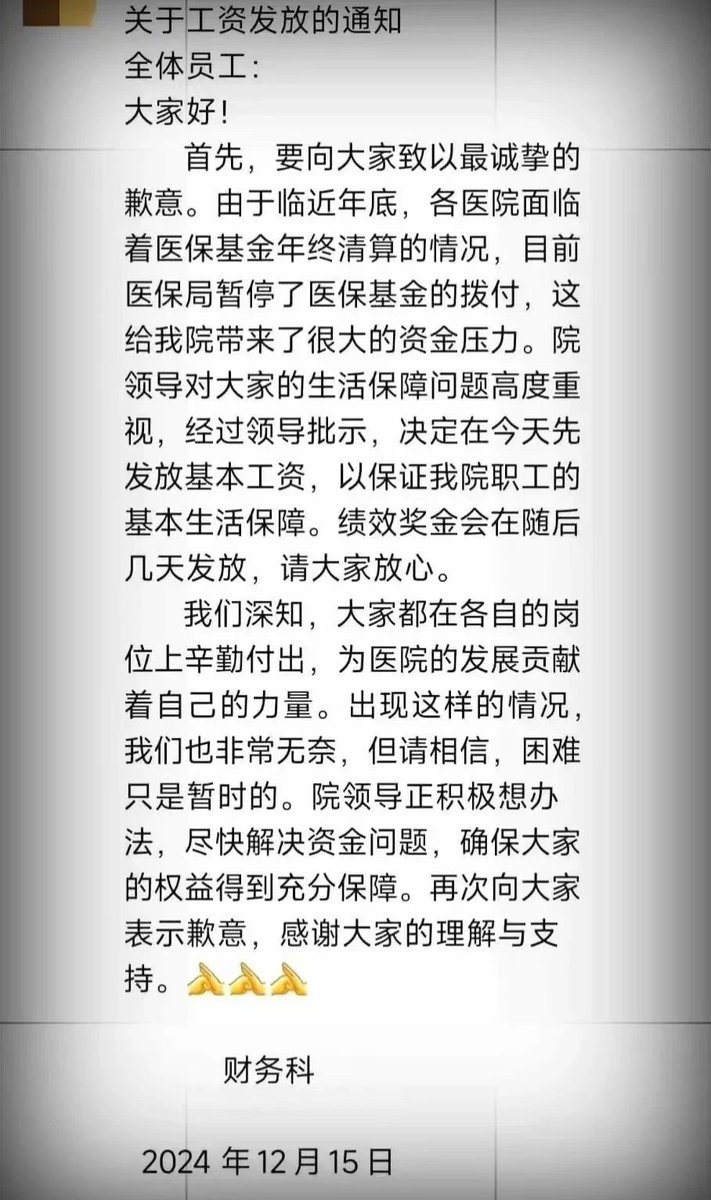 关于工资发放的通知
全体员工：
大家好！
首先，要向大家致以最诚挚的
歉意。由于临近年底，各医院面临
着医保基金年终清算的情况，目前
医保局暂停了医保基金的拨付，这
给我院带来了很大的资金压力。院
领导对大家的生活保障问题高度重
视，经过领导批示，决定在今天先
发放基本工资，以保证我院职工的
基本生活保障。绩效奖金会在随后
几天发放，请大家放心。
我们深知，大家都在各自的岗
位上辛勤付出，为医院的发展贡献
着自己的力量。出现这样的情况，
我们也非常无奈，但请相信，困难
只是暂时的。院领导正积极想办
法，尽快解决资金问题，确保大家
的权益得到充分保障。再次向大家
表示歉意，感谢大家的理解与支
持。🙏🙏🙏
财务科
2024 年 12 月 15 日